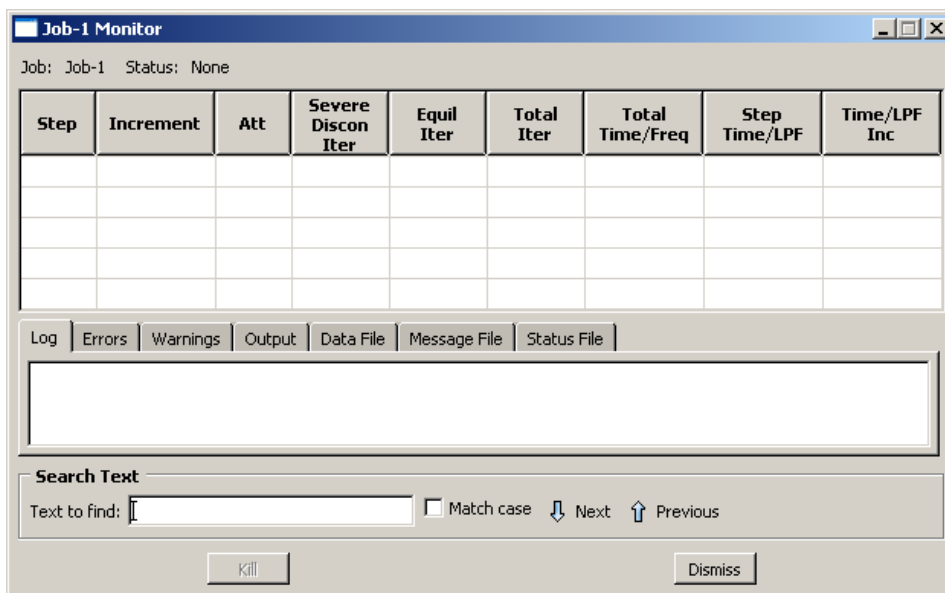 Job-1 Monitor
Job: Job-1 Status: None
Step Increment Att Severe Discon Iter Equil Iter Total Iter Total Time/Freq Step Time/LPF Time/LPF Inc
Log Errors Warnings Output Data File Message File Status File
Search Text
Text to find: Match case Next Previous
Kill Dismiss